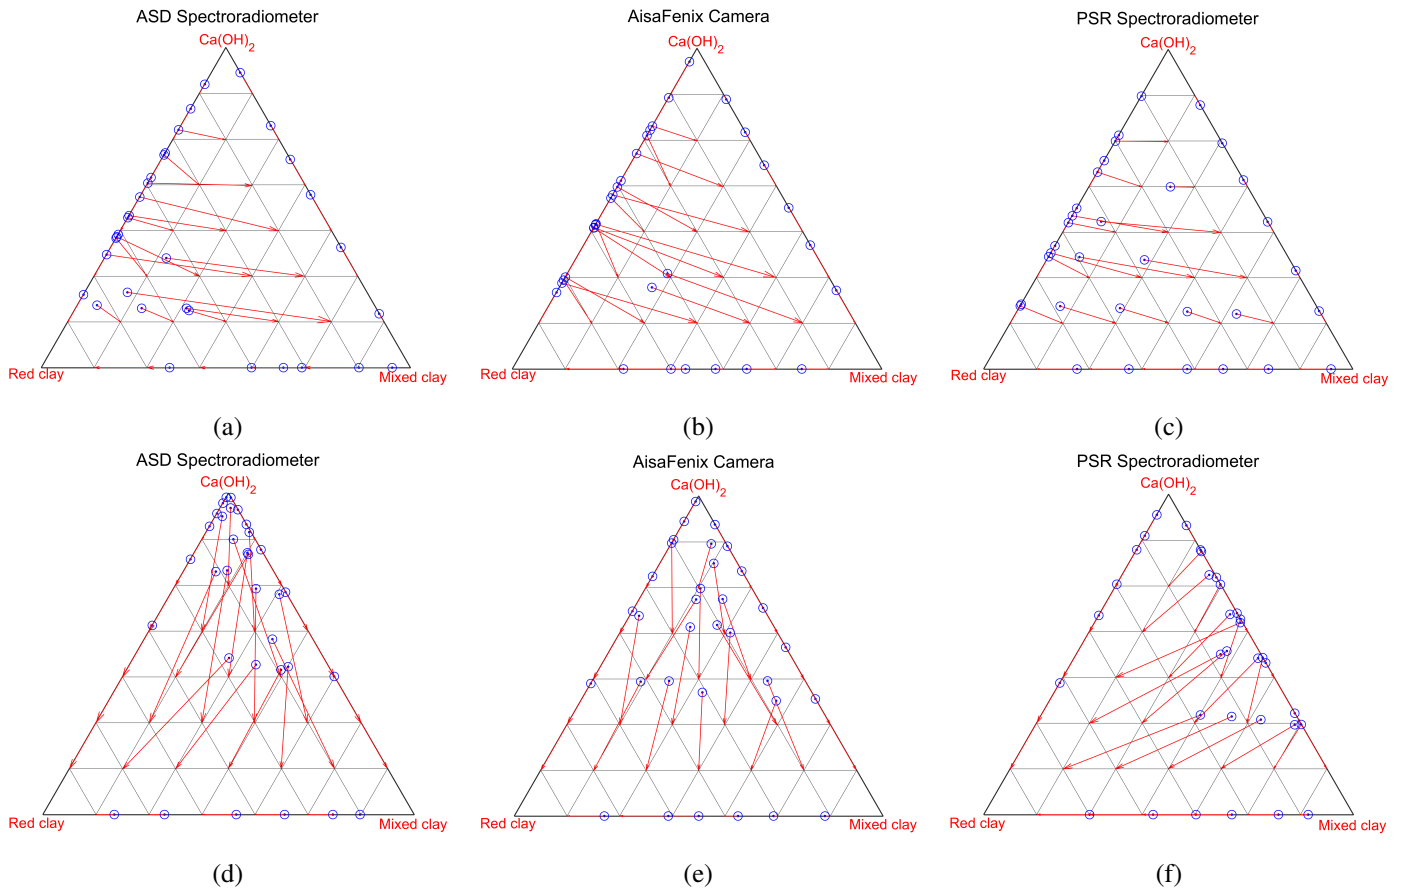 ASD Spectroradiometer
Ca(OH)2
Red clay
Mixed clay
(a)
AisaFenix Camera
Ca(OH)2
Red clay
Mixed clay
(b)
PSR Spectroradiometer
Ca(OH)2
Red clay
Mixed clay
(c)
ASD Spectroradiometer
Ca(OH)2
Red clay
Mixed clay
(d)
AisaFenix Camera
Ca(OH)2
Red clay
Mixed clay
(e)
PSR Spectroradiometer
Ca(OH)2
Red clay
Mixed clay
(f)